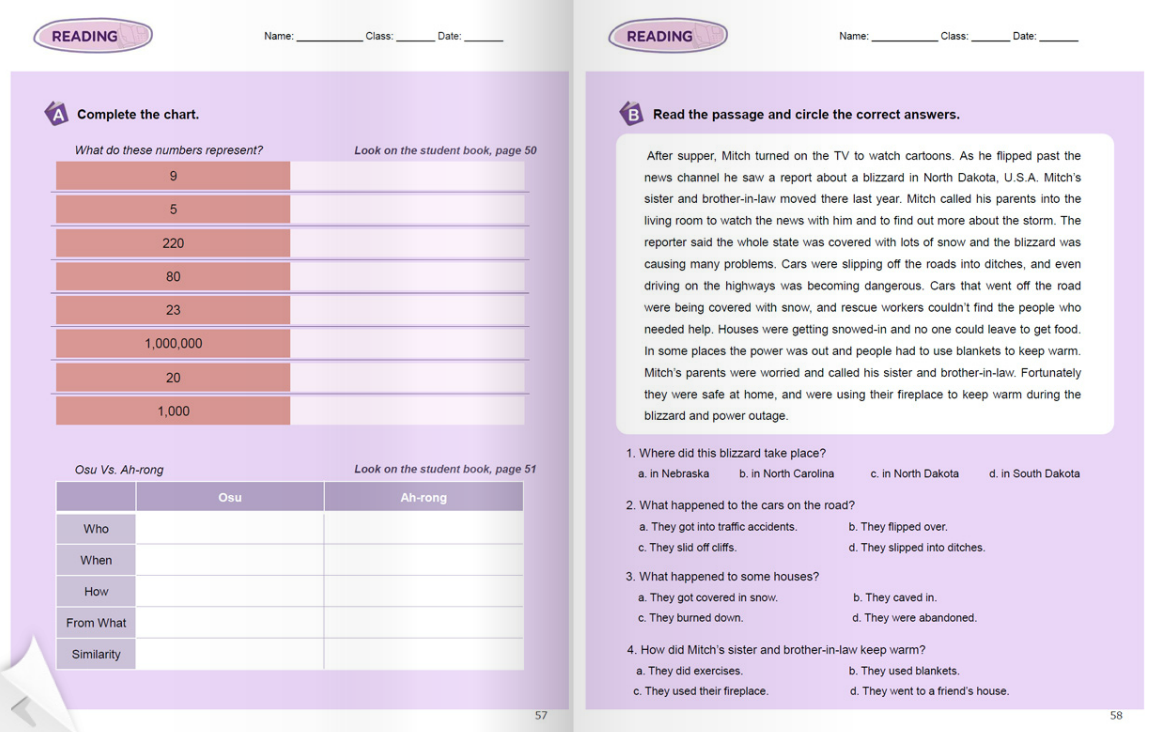 READING
Name: __________ Class: ______ Date: ______
A Complete the chart.
What do these numbers represent? Look on the student book, page 50
9
5
220
80
23
1,000,000
20
1,000
Osu Vs. Ah-rong Look on the student book, page 51
Osu Ah-rong
Who
When
How
From What
Similarity
57
READING
Name: __________ Class: ______ Date: ______
B Read the passage and circle the correct answers.
After supper, Mitch turned on the TV to watch cartoons. As he flipped past the
news channel he saw a report about a blizzard in North Dakota, U.S.A. Mitch's
sister and brother-in-law moved there last year. Mitch called his parents into the
living room to watch the news with him and to find out more about the storm. The
reporter said the whole state was covered with lots of snow and the blizzard was
causing many problems. Cars were slipping off the roads into ditches, and even
driving on the highways was becoming dangerous. Cars that went off the road
were being covered with snow, and rescue workers couldn't find the people who
needed help. Houses were getting snowed-in and no one could leave to get food.
In some places the power was out and people had to use blankets to keep warm.
Mitch's parents were worried and called his sister and brother-in-law. Fortunately
they were safe at home, and were using their fireplace to keep warm during the
blizzard and power outage.
1. Where did this blizzard take place?
a. in Nebraska b. in North Carolina c. in North Dakota d. in South Dakota
2. What happened to the cars on the road?
a. They got into traffic accidents. b. They flipped over.
c. They slid off cliffs. d. They slipped into ditches.
3. What happened to some houses?
a. They got covered in snow. b. They caved in.
c. They burned down. d. They were abandoned.
4. How did Mitch's sister and brother-in-law keep warm?
a. They did exercises. b. They used blankets.
c. They used their fireplace. d. They went to a friend's house.
58